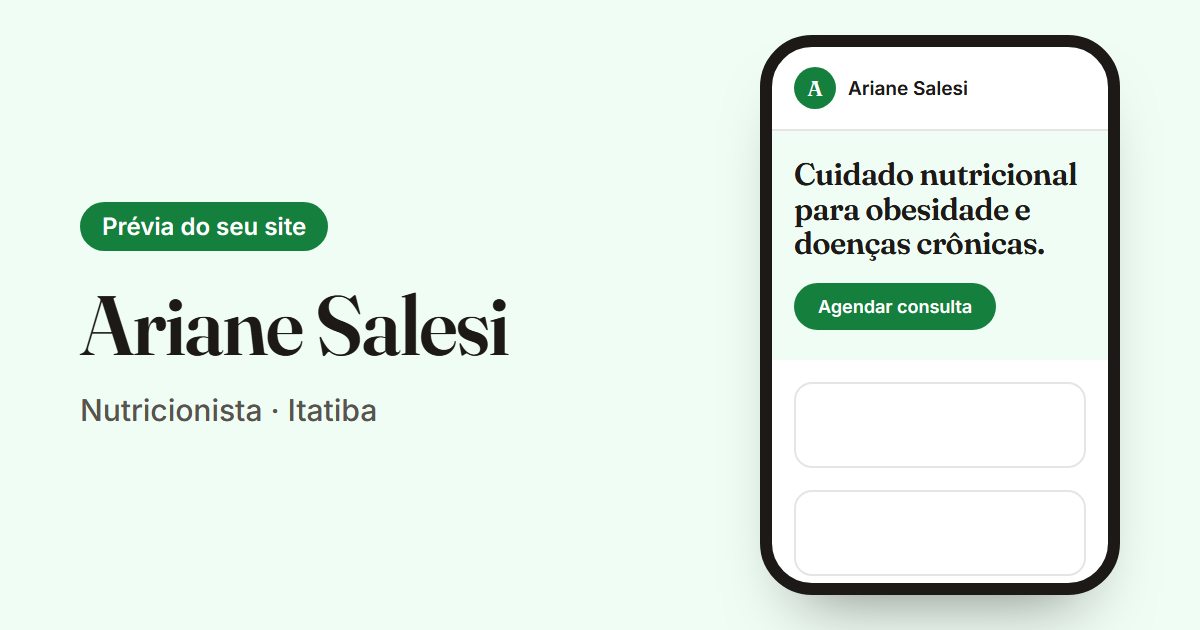 Prévia do seu site
Ariane Salesi
Nutricionista · Itatiba
A
Ariane Salesi
Cuidado nutricional
para obesidade e
doenças crônicas.
Agendar consulta